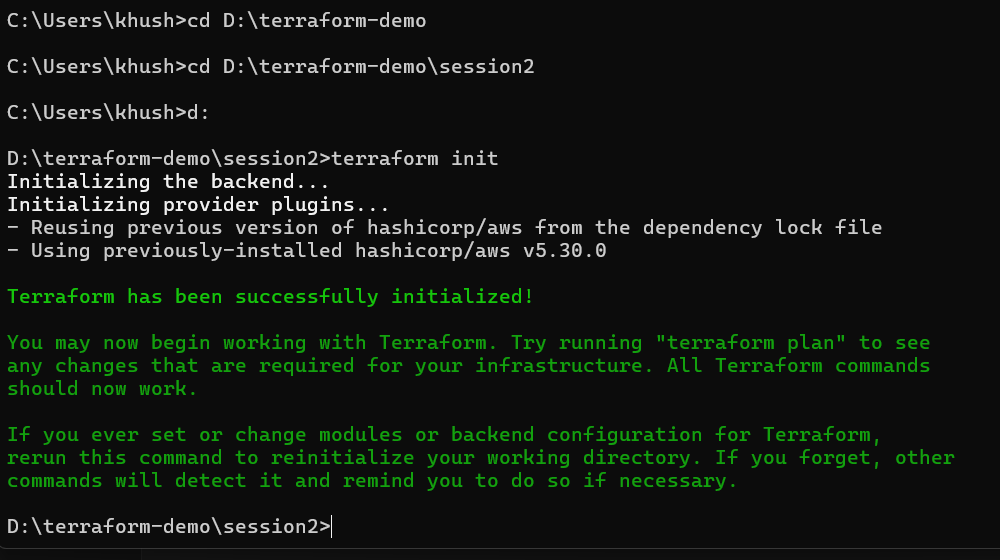 C:\Users\khush>cd D:\terraform-demo
C:\Users\khush>cd D:\terraform-demo\session2
C:\Users\khush>d:
D:\terraform-demo\session2>terraform init
Initializing the backend...
Initializing provider plugins...
- Reusing previous version of hashicorp/aws from the dependency lock file
- Using previously-installed hashicorp/aws v5.30.0
Terraform has been successfully initialized!
You may now begin working with Terraform. Try running "terraform plan" to see
any changes that are required for your infrastructure. All Terraform commands
should now work.
If you ever set or change modules or backend configuration for Terraform,
rerun this command to reinitialize your working directory. If you forget, other
commands will detect it and remind you to do so if necessary.
D:\terraform-demo\session2>